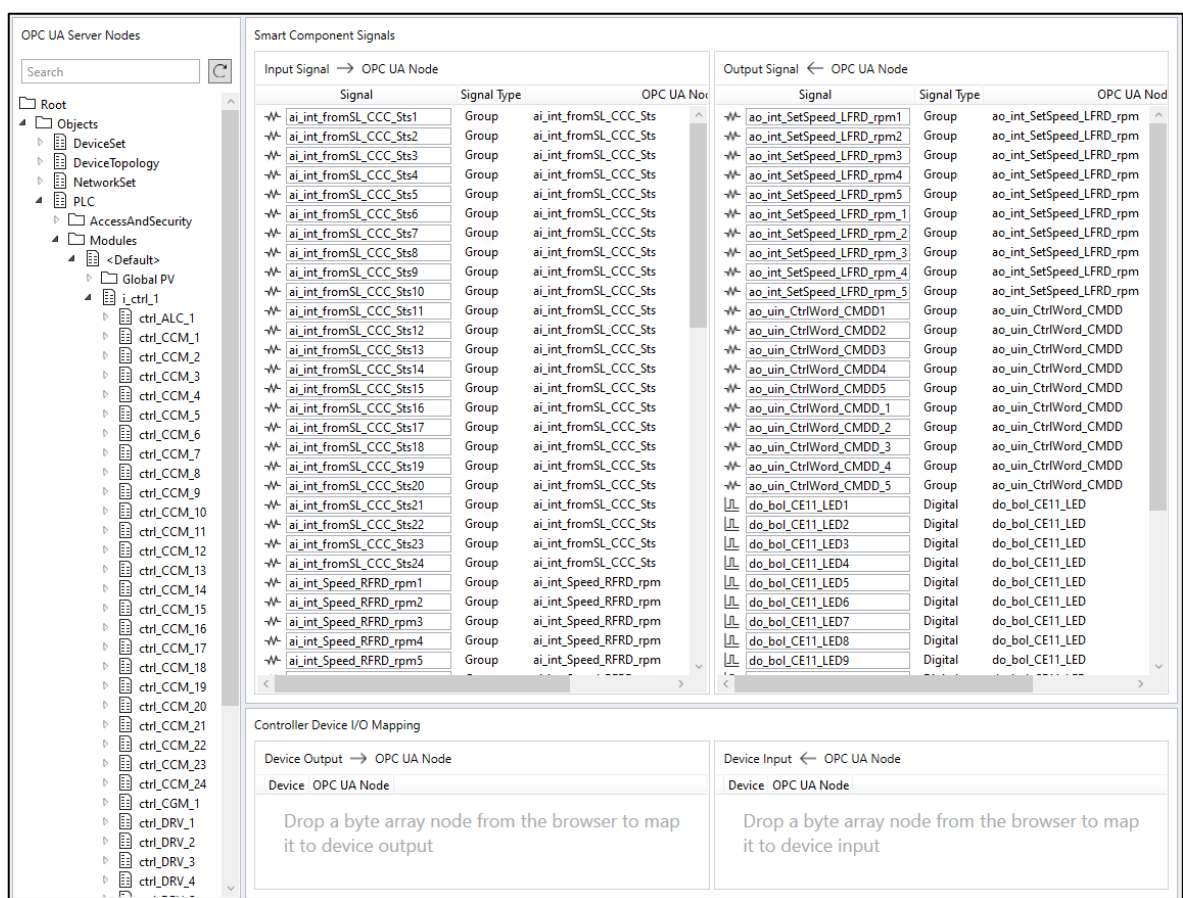 OPC UA Server Nodes
Search
Root
Objects
DeviceSet
DeviceTopology
NetworkSet
PLC
AccessAndSecurity
Modules
<Default>
Global PV
i_ctrl_1
ctrl_ALC_1
ctrl_CCM_1
ctrl_CCM_2
ctrl_CCM_3
ctrl_CCM_4
ctrl_CCM_5
ctrl_CCM_6
ctrl_CCM_7
ctrl_CCM_8
ctrl_CCM_9
ctrl_CCM_10
ctrl_CCM_11
ctrl_CCM_12
ctrl_CCM_13
ctrl_CCM_14
ctrl_CCM_15
ctrl_CCM_16
ctrl_CCM_17
ctrl_CCM_18
ctrl_CCM_19
ctrl_CCM_20
ctrl_CCM_21
ctrl_CCM_22
ctrl_CCM_23
ctrl_CCM_24
ctrl_CGM_1
ctrl_DRV_1
ctrl_DRV_2
ctrl_DRV_3
ctrl_DRV_4
Smart Component Signals
Input Signal → OPC UA Node
Signal Signal Type OPC UA Nod
ai_int_fromSL_CCC_Sts1 Group ai_int_fromSL_CCC_Sts
ai_int_fromSL_CCC_Sts2 Group ai_int_fromSL_CCC_Sts
ai_int_fromSL_CCC_Sts3 Group ai_int_fromSL_CCC_Sts
ai_int_fromSL_CCC_Sts4 Group ai_int_fromSL_CCC_Sts
ai_int_fromSL_CCC_Sts5 Group ai_int_fromSL_CCC_Sts
ai_int_fromSL_CCC_Sts6 Group ai_int_fromSL_CCC_Sts
ai_int_fromSL_CCC_Sts7 Group ai_int_fromSL_CCC_Sts
ai_int_fromSL_CCC_Sts8 Group ai_int_fromSL_CCC_Sts
ai_int_fromSL_CCC_Sts9 Group ai_int_fromSL_CCC_Sts
ai_int_fromSL_CCC_Sts10 Group ai_int_fromSL_CCC_Sts
ai_int_fromSL_CCC_Sts11 Group ai_int_fromSL_CCC_Sts
ai_int_fromSL_CCC_Sts12 Group ai_int_fromSL_CCC_Sts
ai_int_fromSL_CCC_Sts13 Group ai_int_fromSL_CCC_Sts
ai_int_fromSL_CCC_Sts14 Group ai_int_fromSL_CCC_Sts
ai_int_fromSL_CCC_Sts15 Group ai_int_fromSL_CCC_Sts
ai_int_fromSL_CCC_Sts16 Group ai_int_fromSL_CCC_Sts
ai_int_fromSL_CCC_Sts17 Group ai_int_fromSL_CCC_Sts
ai_int_fromSL_CCC_Sts18 Group ai_int_fromSL_CCC_Sts
ai_int_fromSL_CCC_Sts19 Group ai_int_fromSL_CCC_Sts
ai_int_fromSL_CCC_Sts20 Group ai_int_fromSL_CCC_Sts
ai_int_fromSL_CCC_Sts21 Group ai_int_fromSL_CCC_Sts
ai_int_fromSL_CCC_Sts22 Group ai_int_fromSL_CCC_Sts
ai_int_fromSL_CCC_Sts23 Group ai_int_fromSL_CCC_Sts
ai_int_fromSL_CCC_Sts24 Group ai_int_fromSL_CCC_Sts
ai_int_Speed_RFRD_rpm1 Group ai_int_Speed_RFRD_rpm
ai_int_Speed_RFRD_rpm2 Group ai_int_Speed_RFRD_rpm
ai_int_Speed_RFRD_rpm3 Group ai_int_Speed_RFRD_rpm
ai_int_Speed_RFRD_rpm4 Group ai_int_Speed_RFRD_rpm
ai_int_Speed_RFRD_rpm5 Group ai_int_Speed_RFRD_rpm
Output Signal ← OPC UA Node
Signal Signal Type OPC UA Nod
ao_int_SetSpeed_LFRD_rpm1 Group ao_int_SetSpeed_LFRD_rpm
ao_int_SetSpeed_LFRD_rpm2 Group ao_int_SetSpeed_LFRD_rpm
ao_int_SetSpeed_LFRD_rpm3 Group ao_int_SetSpeed_LFRD_rpm
ao_int_SetSpeed_LFRD_rpm4 Group ao_int_SetSpeed_LFRD_rpm
ao_int_SetSpeed_LFRD_rpm5 Group ao_int_SetSpeed_LFRD_rpm
ao_int_SetSpeed_LFRD_rpm_1 Group ao_int_SetSpeed_LFRD_rpm
ao_int_SetSpeed_LFRD_rpm_2 Group ao_int_SetSpeed_LFRD_rpm
ao_int_SetSpeed_LFRD_rpm_3 Group ao_int_SetSpeed_LFRD_rpm
ao_int_SetSpeed_LFRD_rpm_4 Group ao_int_SetSpeed_LFRD_rpm
ao_int_SetSpeed_LFRD_rpm_5 Group ao_int_SetSpeed_LFRD_rpm
ao_uin_CtrlWord_CMDD1 Group ao_uin_CtrlWord_CMDD
ao_uin_CtrlWord_CMDD2 Group ao_uin_CtrlWord_CMDD
ao_uin_CtrlWord_CMDD3 Group ao_uin_CtrlWord_CMDD
ao_uin_CtrlWord_CMDD4 Group ao_uin_CtrlWord_CMDD
ao_uin_CtrlWord_CMDD5 Group ao_uin_CtrlWord_CMDD
ao_uin_CtrlWord_CMDD_1 Group ao_uin_CtrlWord_CMDD
ao_uin_CtrlWord_CMDD_2 Group ao_uin_CtrlWord_CMDD
ao_uin_CtrlWord_CMDD_3 Group ao_uin_CtrlWord_CMDD
ao_uin_CtrlWord_CMDD_4 Group ao_uin_CtrlWord_CMDD
ao_uin_CtrlWord_CMDD_5 Group ao_uin_CtrlWord_CMDD
do_bol_CE11_LED1 Digital do_bol_CE11_LED
do_bol_CE11_LED2 Digital do_bol_CE11_LED
do_bol_CE11_LED3 Digital do_bol_CE11_LED
do_bol_CE11_LED4 Digital do_bol_CE11_LED
do_bol_CE11_LED5 Digital do_bol_CE11_LED
do_bol_CE11_LED6 Digital do_bol_CE11_LED
do_bol_CE11_LED7 Digital do_bol_CE11_LED
do_bol_CE11_LED8 Digital do_bol_CE11_LED
do_bol_CE11_LED9 Digital do_bol_CE11_LED
Controller Device I/O Mapping
Device Output → OPC UA Node
Device OPC UA Node
Drop a byte array node from the browser to map
it to device output
Device Input ← OPC UA Node
Device OPC UA Node
Drop a byte array node from the browser to map
it to device input